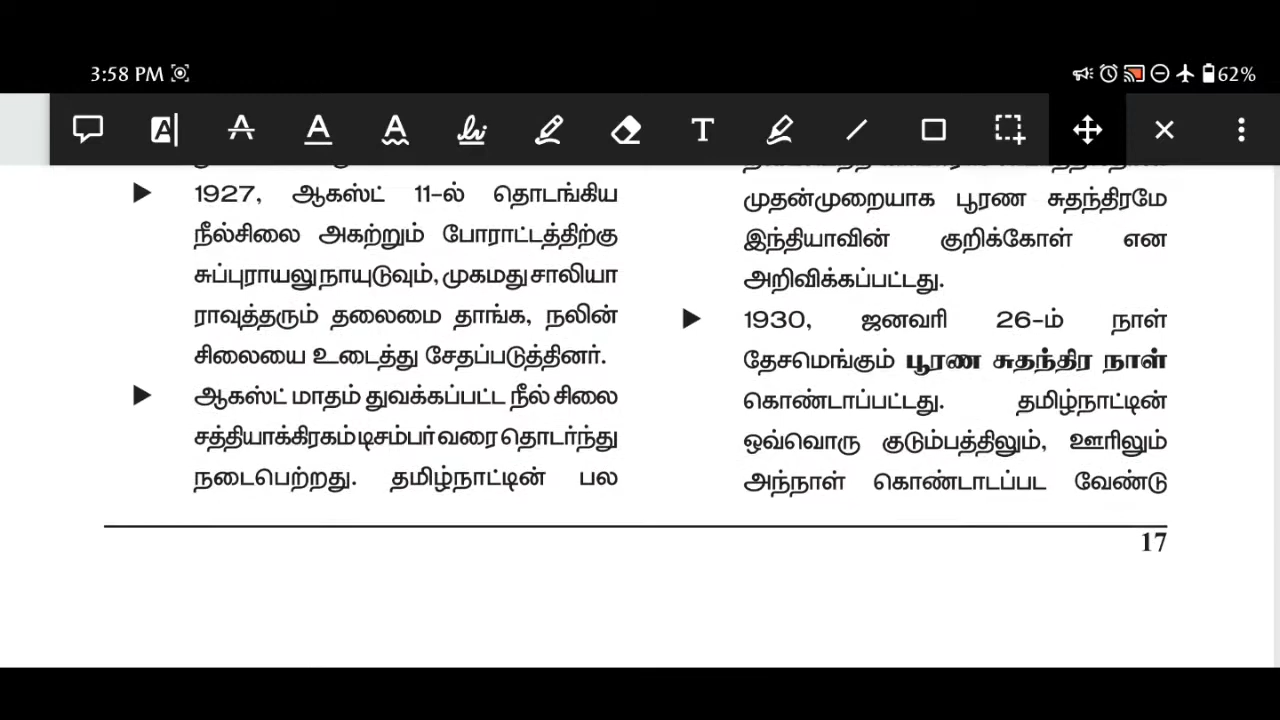 3:58 PM
62%
1927, ஆகஸ்ட் 11-ல் தொடங்கிய
நீல்சிலை அகற்றும் போராட்டத்திற்கு
சுப்புராயலுநாயுடுவும், முகமதுசாலியா
ராவுத்தரும் தலைமை தாங்க, நலின்
சிலையை உடைத்து சேதப்படுத்தினர்.
ஆகஸ்ட் மாதம் துவக்கப்பட்ட நீல் சிலை
சத்தியாக்கிரகம் டிசம்பர் வரை தொடர்ந்து
நடைபெற்றது. தமிழ்நாட்டின் பல
முதன்முறையாக பூரண சுதந்திரமே
இந்தியாவின் குறிக்கோள் என
அறிவிக்கப்பட்டது.
1930, ஜனவரி 26-ம் நாள்
தேசமெங்கும் பூரண சுதந்திர நாள்
கொண்டாப்பட்டது. தமிழ்நாட்டின்
ஒவ்வொரு குடும்பத்திலும், ஊரிலும்
அந்நாள் கொண்டாடப்பட வேண்டு
17